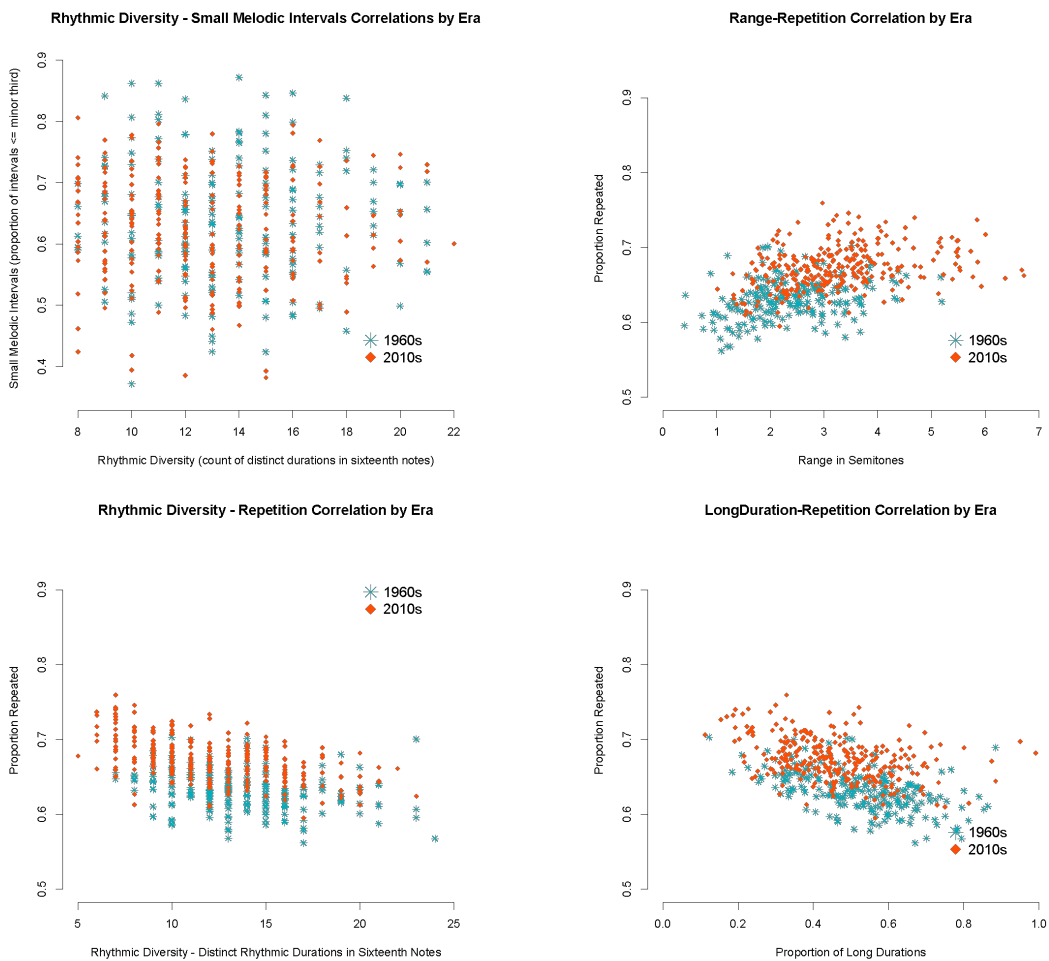 Rhythmic Diversity - Small Melodic Intervals Correlations by Era
Small Melodic Intervals (proportion of intervals <= minor third)
0.9
0.8
0.7
0.6
0.5
0.4
1960s
2010s
8 10 12 14 16 18 20 22
Rhythmic Diversity (count of distinct durations in sixteenth notes)
Range-Repetition Correlation by Era
Proportion Repeated
0.9
0.8
0.7
0.6
0.5
1960s
2010s
0 1 2 3 4 5 6 7
Range in Semitones
Rhythmic Diversity - Repetition Correlation by Era
Proportion Repeated
0.9
0.8
0.7
0.6
0.5
1960s
2010s
5 10 15 20 25
Rhythmic Diversity - Distinct Rhythmic Durations in Sixteenth Notes
LongDuration-Repetition Correlation by Era
Proportion Repeated
0.9
0.8
0.7
0.6
0.5
1960s
2010s
0.0 0.2 0.4 0.6 0.8 1.0
Proportion of Long Durations